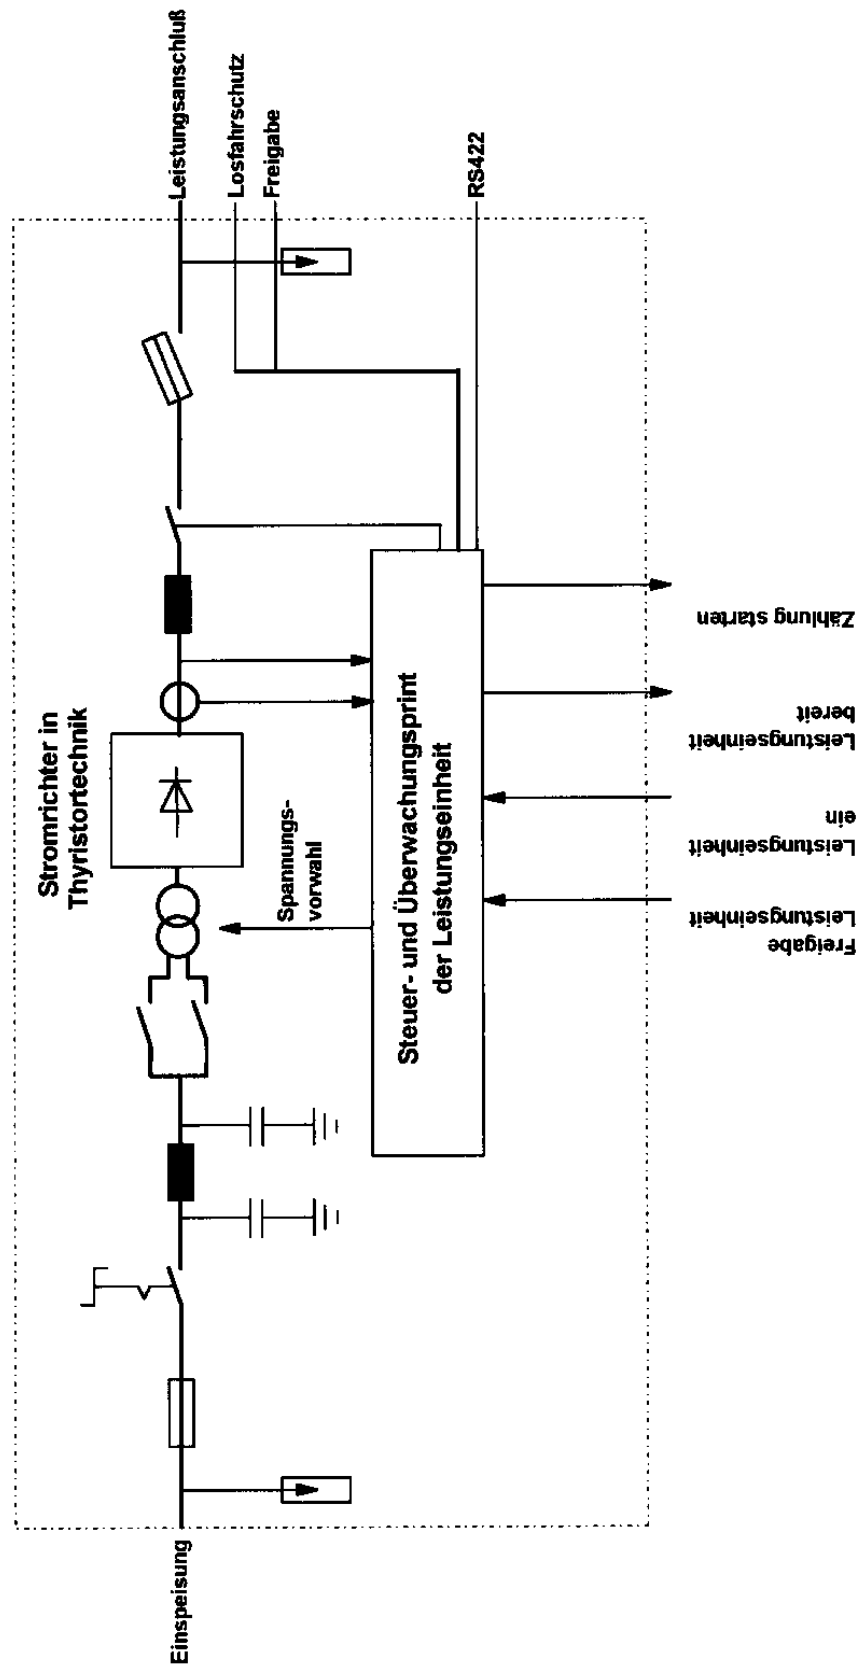 Stromrichter in
Thyristortechnik
Einspeisung
Leistungsanschluß
Losfahrschutz
Freigabe
RS422
Spannungs-
vorwahl
Steuer- und Überwachungsprint
der Leistungseinheit
Freigabe
Leistungseinheit
Leistungseinheit
ein
Leistungseinheit
bereit
Zählung starten